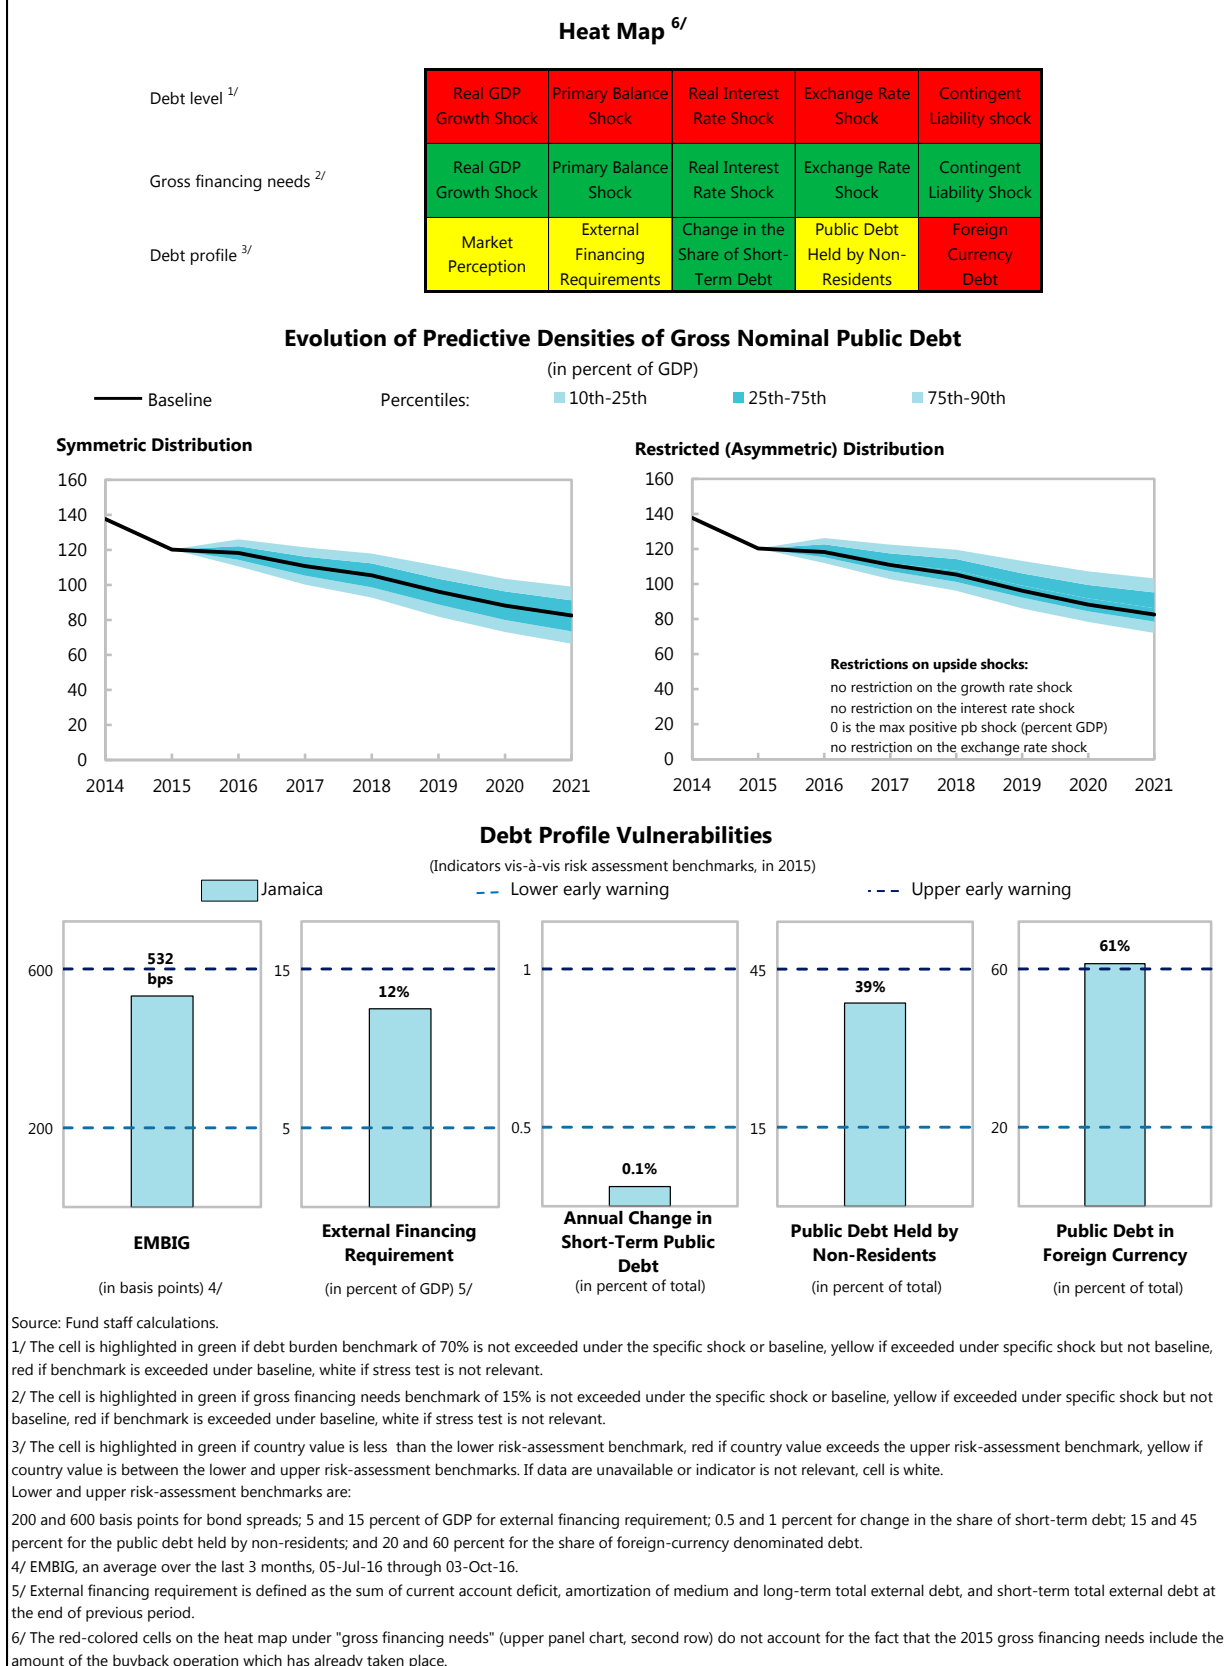 Heat Map 6/
Debt level 1/
Real GDP Growth Shock
Primary Balance Shock
Real Interest Rate Shock
Exchange Rate Shock
Contingent Liability shock
Gross financing needs 2/
Real GDP Growth Shock
Primary Balance Shock
Real Interest Rate Shock
Exchange Rate Shock
Contingent Liability Shock
Debt profile 3/
Market Perception
External Financing Requirements
Change in the Share of Short-Term Debt
Public Debt Held by Non-Residents
Foreign Currency Debt
Evolution of Predictive Densities of Gross Nominal Public Debt
(in percent of GDP)
Baseline Percentiles: 10th-25th 25th-75th 75th-90th
Symmetric Distribution
160
140
120
100
80
60
40
20
0
2014 2015 2016 2017 2018 2019 2020 2021
Restricted (Asymmetric) Distribution
160
140
120
100
80
60
40
20
0
Restrictions on upside shocks:
no restriction on the growth rate shock
no restriction on the interest rate shock
0 is the max positive pb shock (percent GDP)
no restriction on the exchange rate shock
2014 2015 2016 2017 2018 2019 2020 2021
Debt Profile Vulnerabilities
(Indicators vis-à-vis risk assessment benchmarks, in 2015)
Jamaica Lower early warning Upper early warning
600
200
532
bps
EMBIG
(in basis points) 4/
15
5
12%
External Financing
Requirement
(in percent of GDP) 5/
1
0.5
0.1%
Annual Change in
Short-Term Public
Debt
(in percent of total)
45
15
39%
Public Debt Held by
Non-Residents
(in percent of total)
60
20
61%
Public Debt in
Foreign Currency
(in percent of total)
Source: Fund staff calculations.
1/ The cell is highlighted in green if debt burden benchmark of 70% is not exceeded under the specific shock or baseline, yellow if exceeded under specific shock but not baseline,
red if benchmark is exceeded under baseline, white if stress test is not relevant.
2/ The cell is highlighted in green if gross financing needs benchmark of 15% is not exceeded under the specific shock or baseline, yellow if exceeded under specific shock but not
baseline, red if benchmark is exceeded under baseline, white if stress test is not relevant.
3/ The cell is highlighted in green if country value is less than the lower risk-assessment benchmark, red if country value exceeds the upper risk-assessment benchmark, yellow if
country value is between the lower and upper risk-assessment benchmarks. If data are unavailable or indicator is not relevant, cell is white.
Lower and upper risk-assessment benchmarks are:
200 and 600 basis points for bond spreads; 5 and 15 percent of GDP for external financing requirement; 0.5 and 1 percent for change in the share of short-term debt; 15 and 45
percent for the public debt held by non-residents; and 20 and 60 percent for the share of foreign-currency denominated debt.
4/ EMBIG, an average over the last 3 months, 05-Jul-16 through 03-Oct-16.
5/ External financing requirement is defined as the sum of current account deficit, amortization of medium and long-term total external debt, and short-term total external debt at
the end of previous period.
6/ The red-colored cells on the heat map under "gross financing needs" (upper panel chart, second row) do not account for the fact that the 2015 gross financing needs include the
amount of the buyback operation which has already taken place.